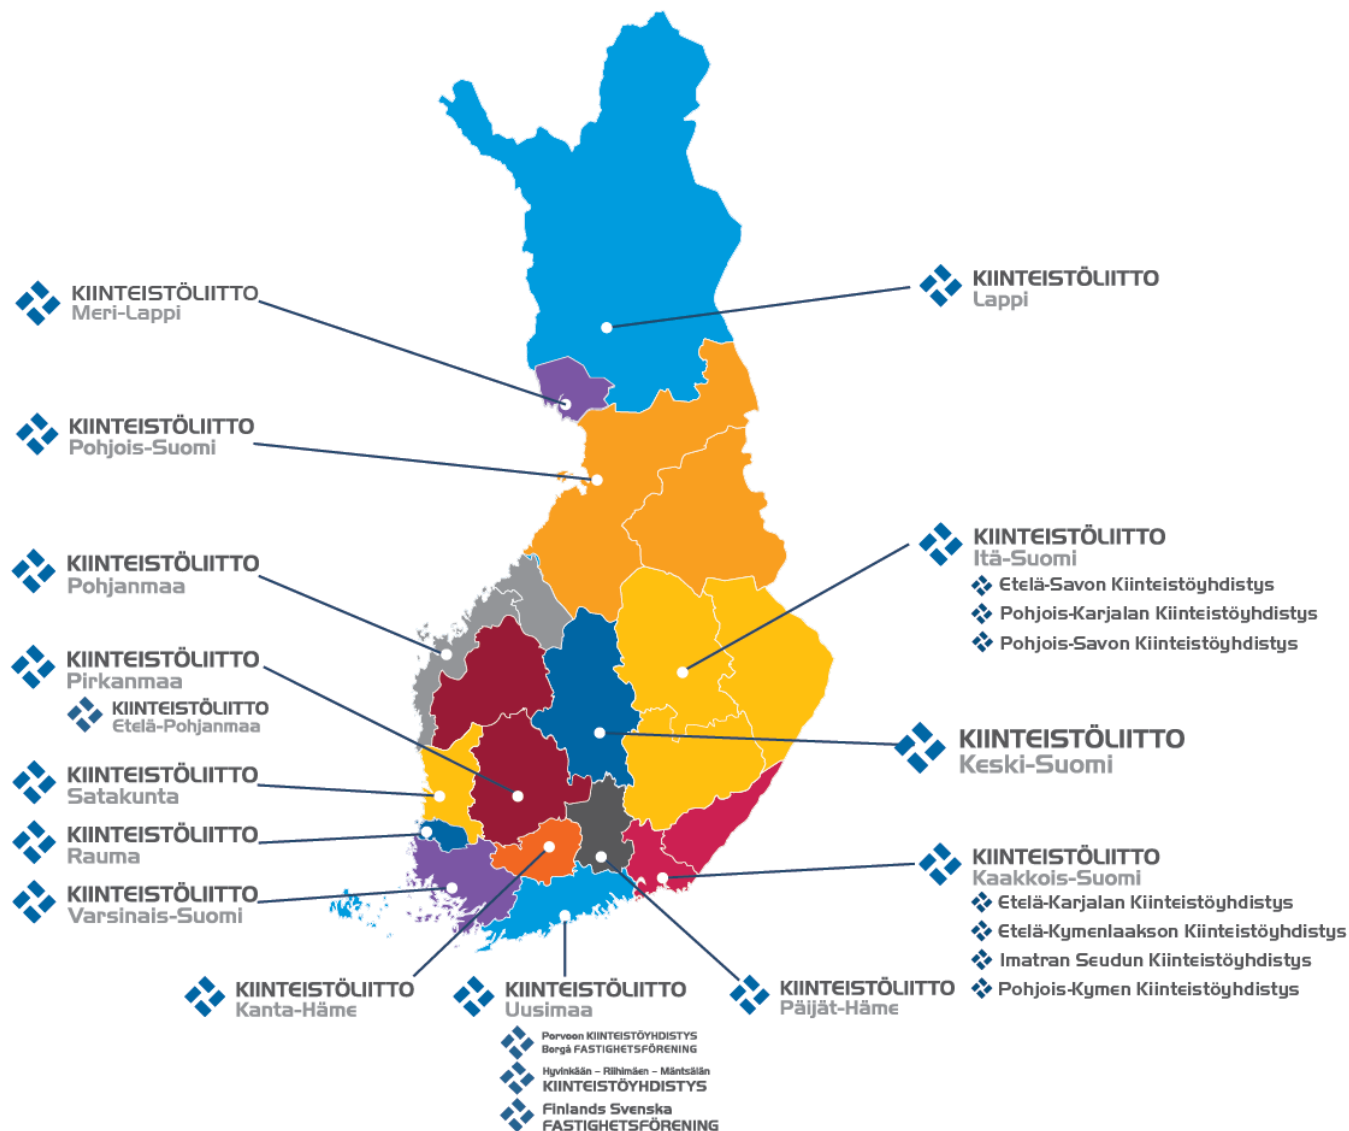 KIINTEISTÖLIITTO
Meri-Lappi
KIINTEISTÖLIITTO
Pohjois-Suomi
KIINTEISTÖLIITTO
Pohjanmaa
KIINTEISTÖLIITTO
Pirkanmaa
KIINTEISTÖLIITTO
Etelä-Pohjanmaa
KIINTEISTÖLIITTO
Satakunta
KIINTEISTÖLIITTO
Rauma
KIINTEISTÖLIITTO
Varsinais-Suomi
KIINTEISTÖLIITTO
Kanta-Häme
KIINTEISTÖLIITTO
Uusimaa
Porvoon KIINTEISTÖYHDISTYS
Borgå FASTIGHETSFÖRENING
Hyvinkään – Riihimäen – Mäntsälän
KIINTEISTÖYHDISTYS
Finlands Svenska
FASTIGHETSFÖRENING
KIINTEISTÖLIITTO
Päijät-Häme
KIINTEISTÖLIITTO
Lappi
KIINTEISTÖLIITTO
Itä-Suomi
Etelä-Savon Kiinteistöyhdistys
Pohjois-Karjalan Kiinteistöyhdistys
Pohjois-Savon Kiinteistöyhdistys
KIINTEISTÖLIITTO
Keski-Suomi
KIINTEISTÖLIITTO
Kaakkois-Suomi
Etelä-Karjalan Kiinteistöyhdistys
Etelä-Kymenlaakson Kiinteistöyhdistys
Imatran Seudun Kiinteistöyhdistys
Pohjois-Kymen Kiinteistöyhdistys